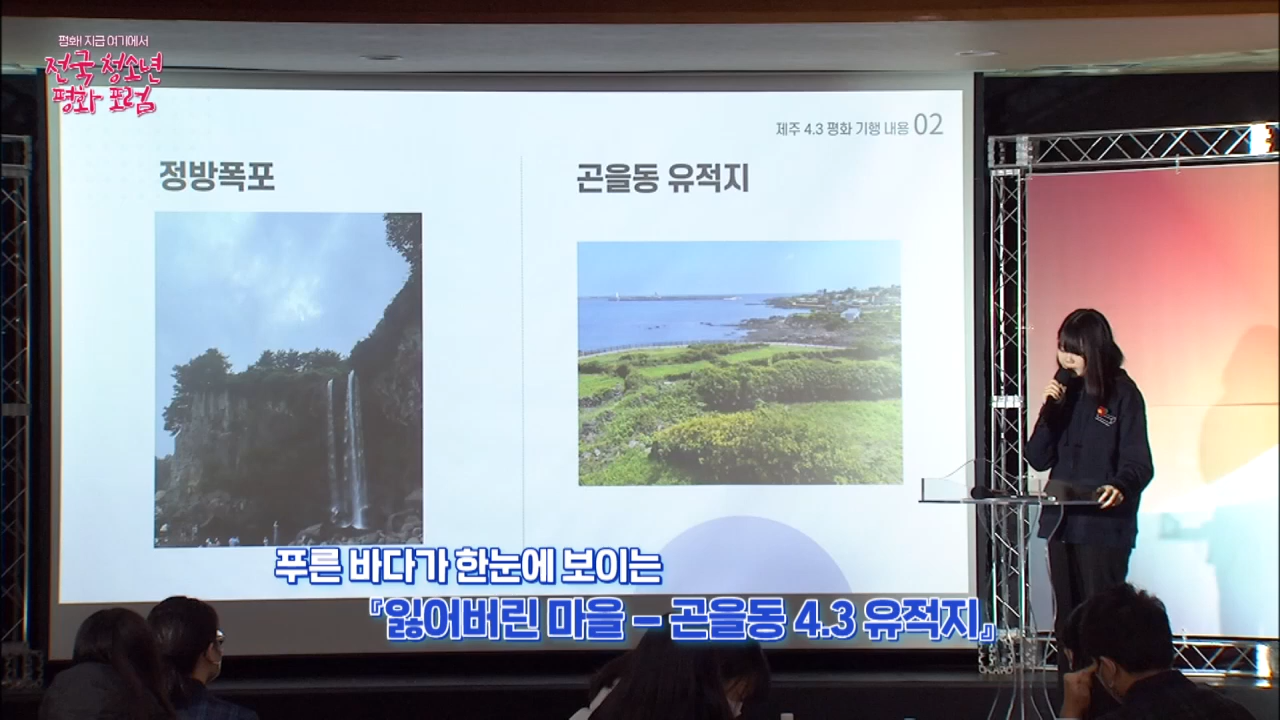 평화! 지금 여기에서
전국 청소년
평화 포럼
제주 4.3 평화 기행 내용 02
정방폭포
곤을동 유적지
푸른 바다가 한눈에 보이는
『잃어버린 마을 – 곤을동 4.3 유적지』